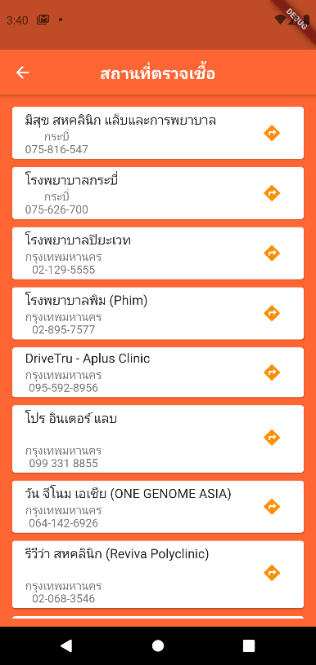 3:40
DEBUG
สถานที่ตรวจเชื้อ
มิสุข สหคลินิก แล็บและการพยาบาล
กระบี่
075-816-547
โรงพยาบาลกระบี่
กระบี่
075-626-700
โรงพยาบาลปิยะเวท
กรุงเทพมหานคร
02-129-5555
โรงพยาบาลพิม (Phim)
กรุงเทพมหานคร
02-895-7577
DriveTru - Aplus Clinic
กรุงเทพมหานคร
095-592-8956
โปร อินเตอร์ แลบ
กรุงเทพมหานคร
099 331 8855
วัน จีโนม เอเชีย (ONE GENOME ASIA)
กรุงเทพมหานคร
064-142-6926
รีวีว่า สหคลินิก (Reviva Polyclinic)
กรุงเทพมหานคร
02-068-3546